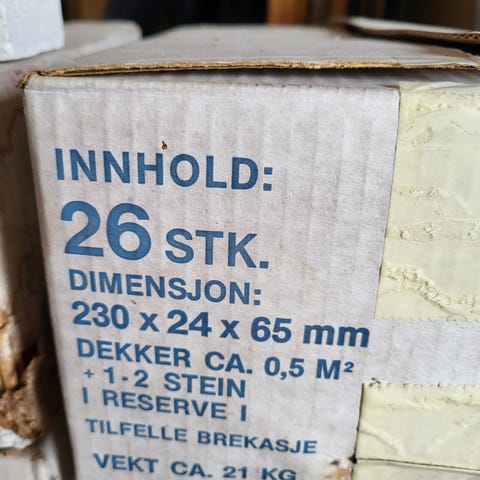 INNHOLD:
26 STK.
DIMENSJON:
230 x 24 x 65 mm
DEKKER CA. 0,5 M²
+ 1-2 STEIN
I RESERVE I
TILFELLE BREKASJE
VEKT CA. 21 KG